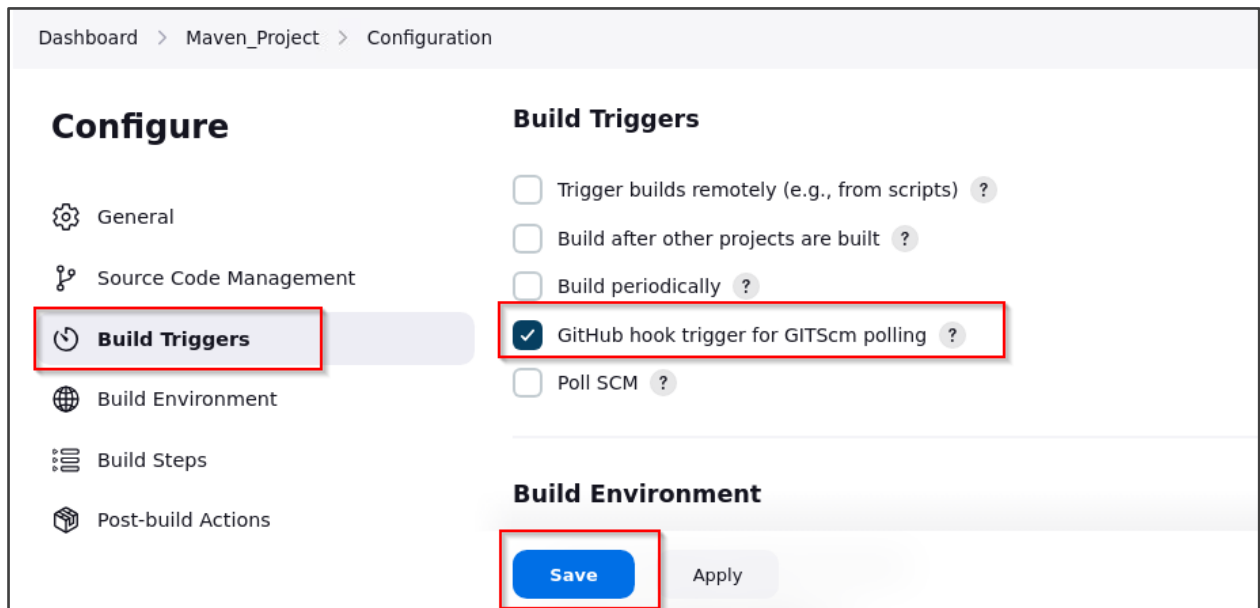 Dashboard > Maven_Project > Configuration
Configure
General
Source Code Management
Build Triggers
Build Environment
Build Steps
Post-build Actions
Build Triggers
Trigger builds remotely (e.g., from scripts) ?
Build after other projects are built ?
Build periodically ?
GitHub hook trigger for GITScm polling ?
Poll SCM ?
Build Environment
Save Apply